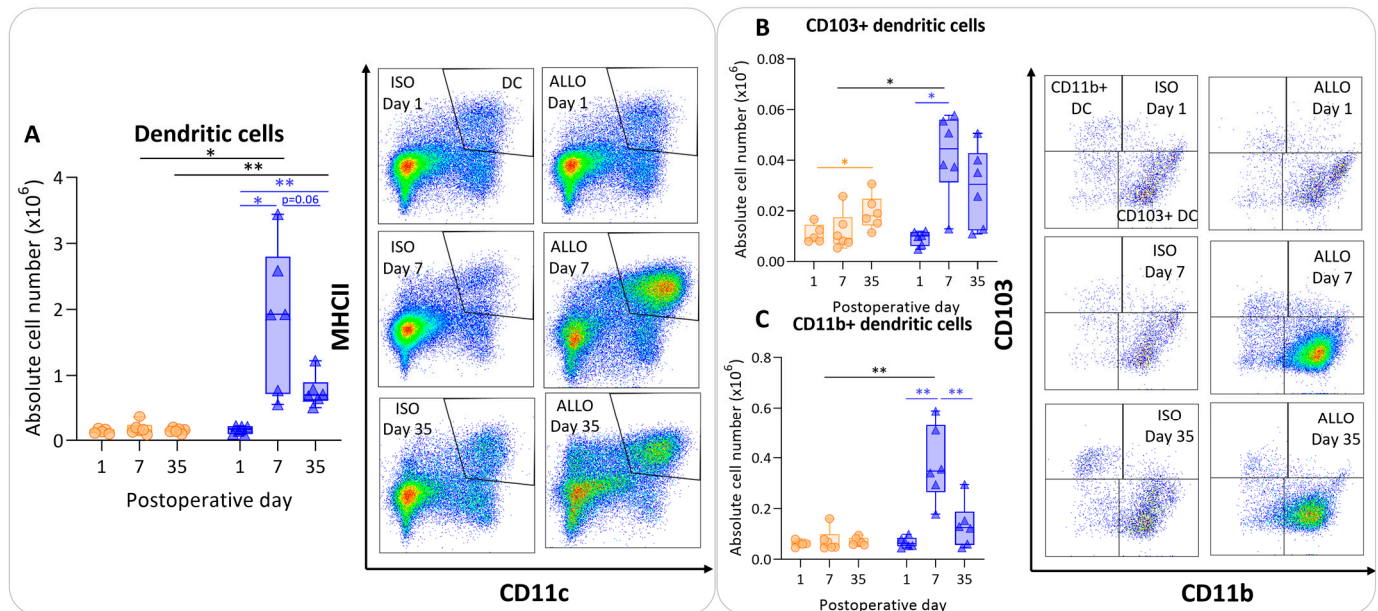 A
Dendritic cells
*
**
**
*
p=0.06
Absolute cell number (x10⁶)
4
3
2
1
0
1 7 35 1 7 35
Postoperative day
MHCII
CD11c
ISO
Day 1
DC
ALLO
Day 1
ISO
Day 7
ALLO
Day 7
ISO
Day 35
ALLO
Day 35
B
CD103+ dendritic cells
*
*
*
Absolute cell number (x10⁶)
0.08
0.06
0.04
0.02
0.00
1 7 35 1 7 35
Postoperative day
C
CD11b+ dendritic cells
**
** **
Absolute cell number (x10⁶)
0.8
0.6
0.4
0.2
0.0
1 7 35 1 7 35
Postoperative day
CD103
CD11b
CD11b+
DC
ISO
Day 1
CD103+ DC
ALLO
Day 1
ISO
Day 7
ALLO
Day 7
ISO
Day 35
ALLO
Day 35